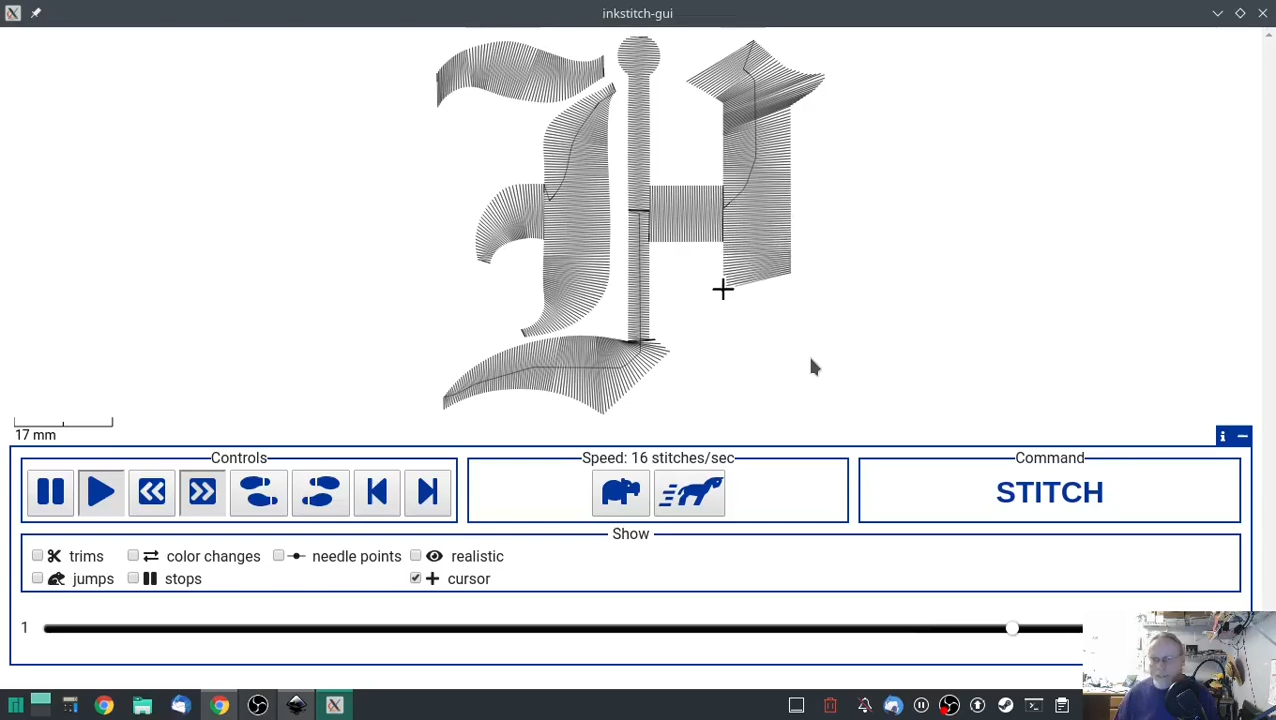 inkstitch-gui
17 mm
Controls
Speed: 16 stitches/sec
Command
STITCH
Show
trims
color changes
needle points
realistic
jumps
stops
cursor
1